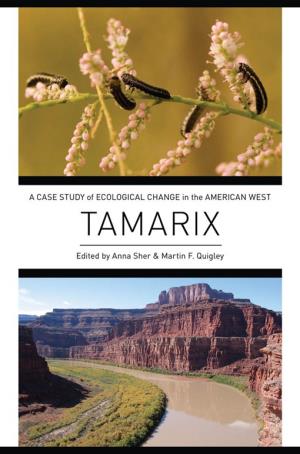 A CASE STUDY of ECOLOGICAL CHANGE in the AMERICAN WEST
TAMARIX
Edited by Anna Sher & Martin F. Quigley